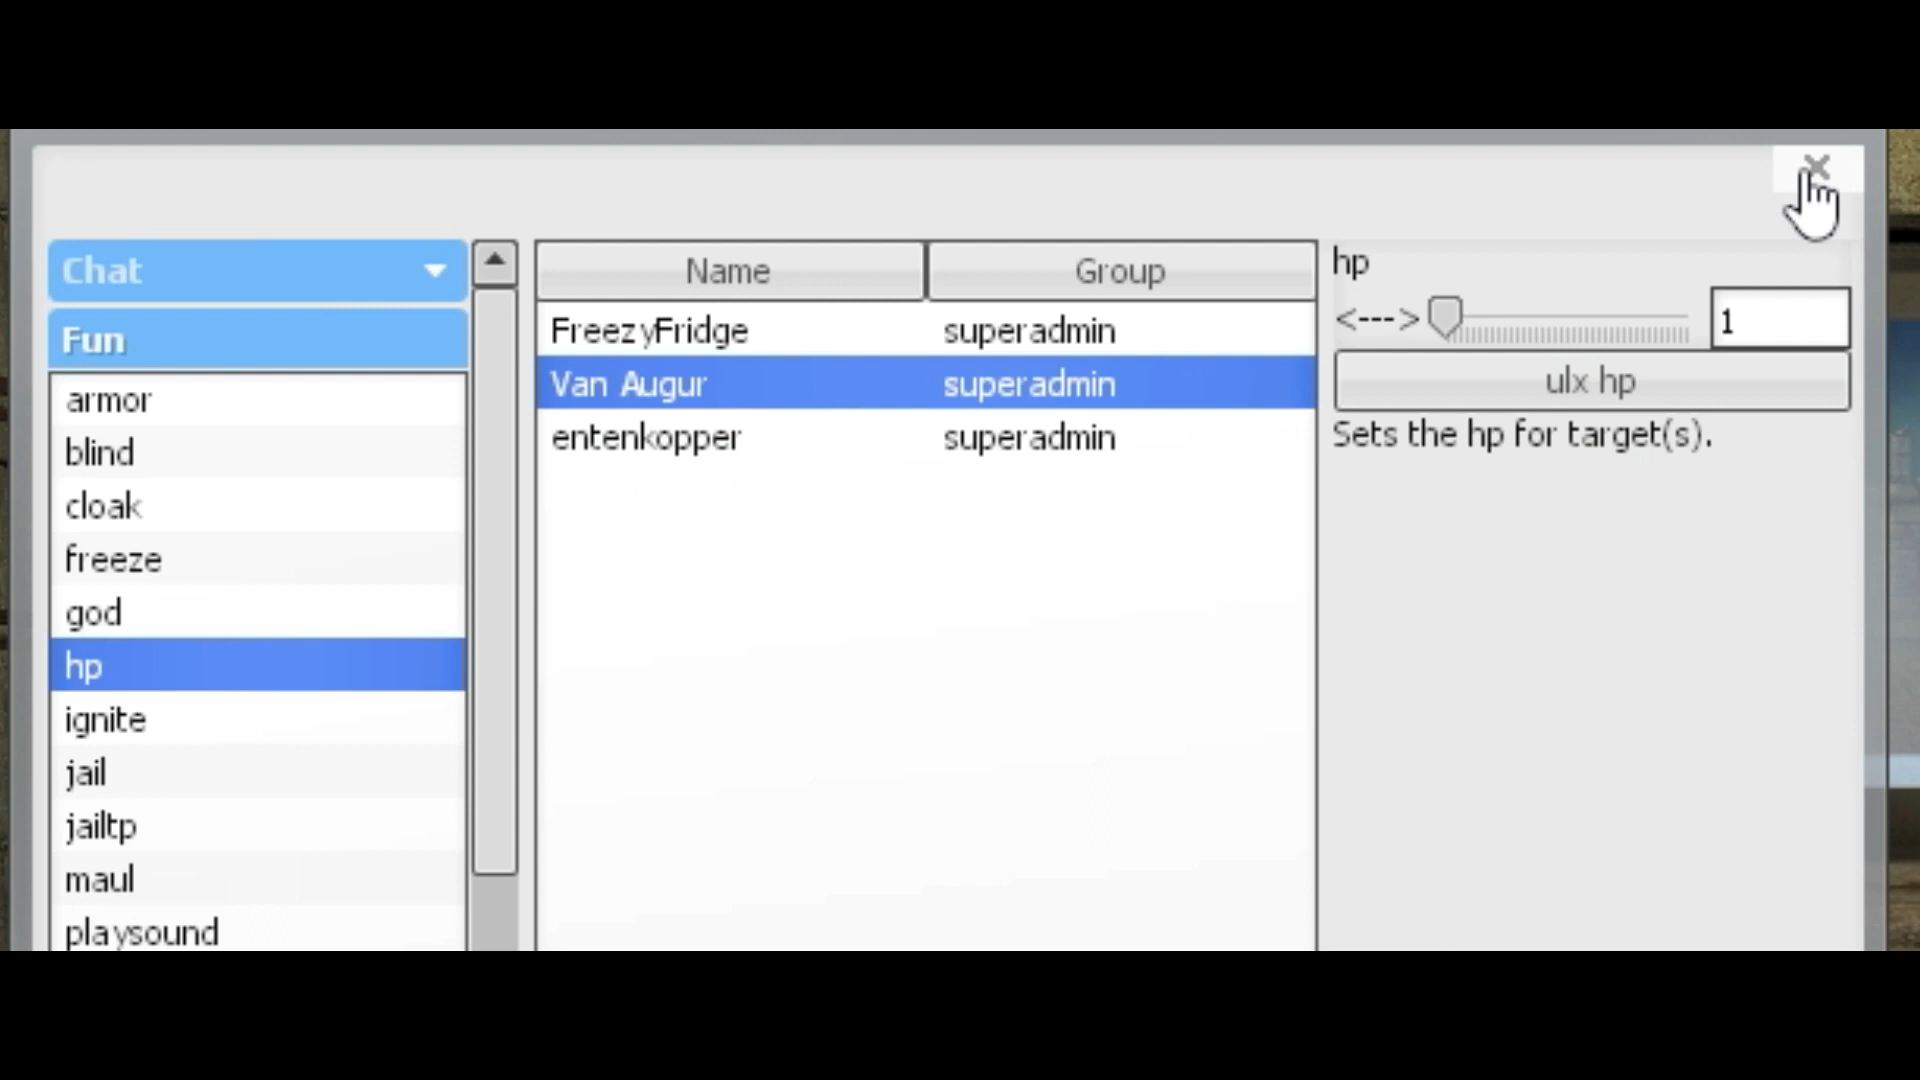 Chat
Fun
armor
blind
cloak
freeze
god
hp
ignite
jail
jailtp
maul
playsound
Name Group
FreezyFridge superadmin
Van Augur superadmin
entenkopper superadmin
hp
<---> 1
ulx hp
Sets the hp for target(s).